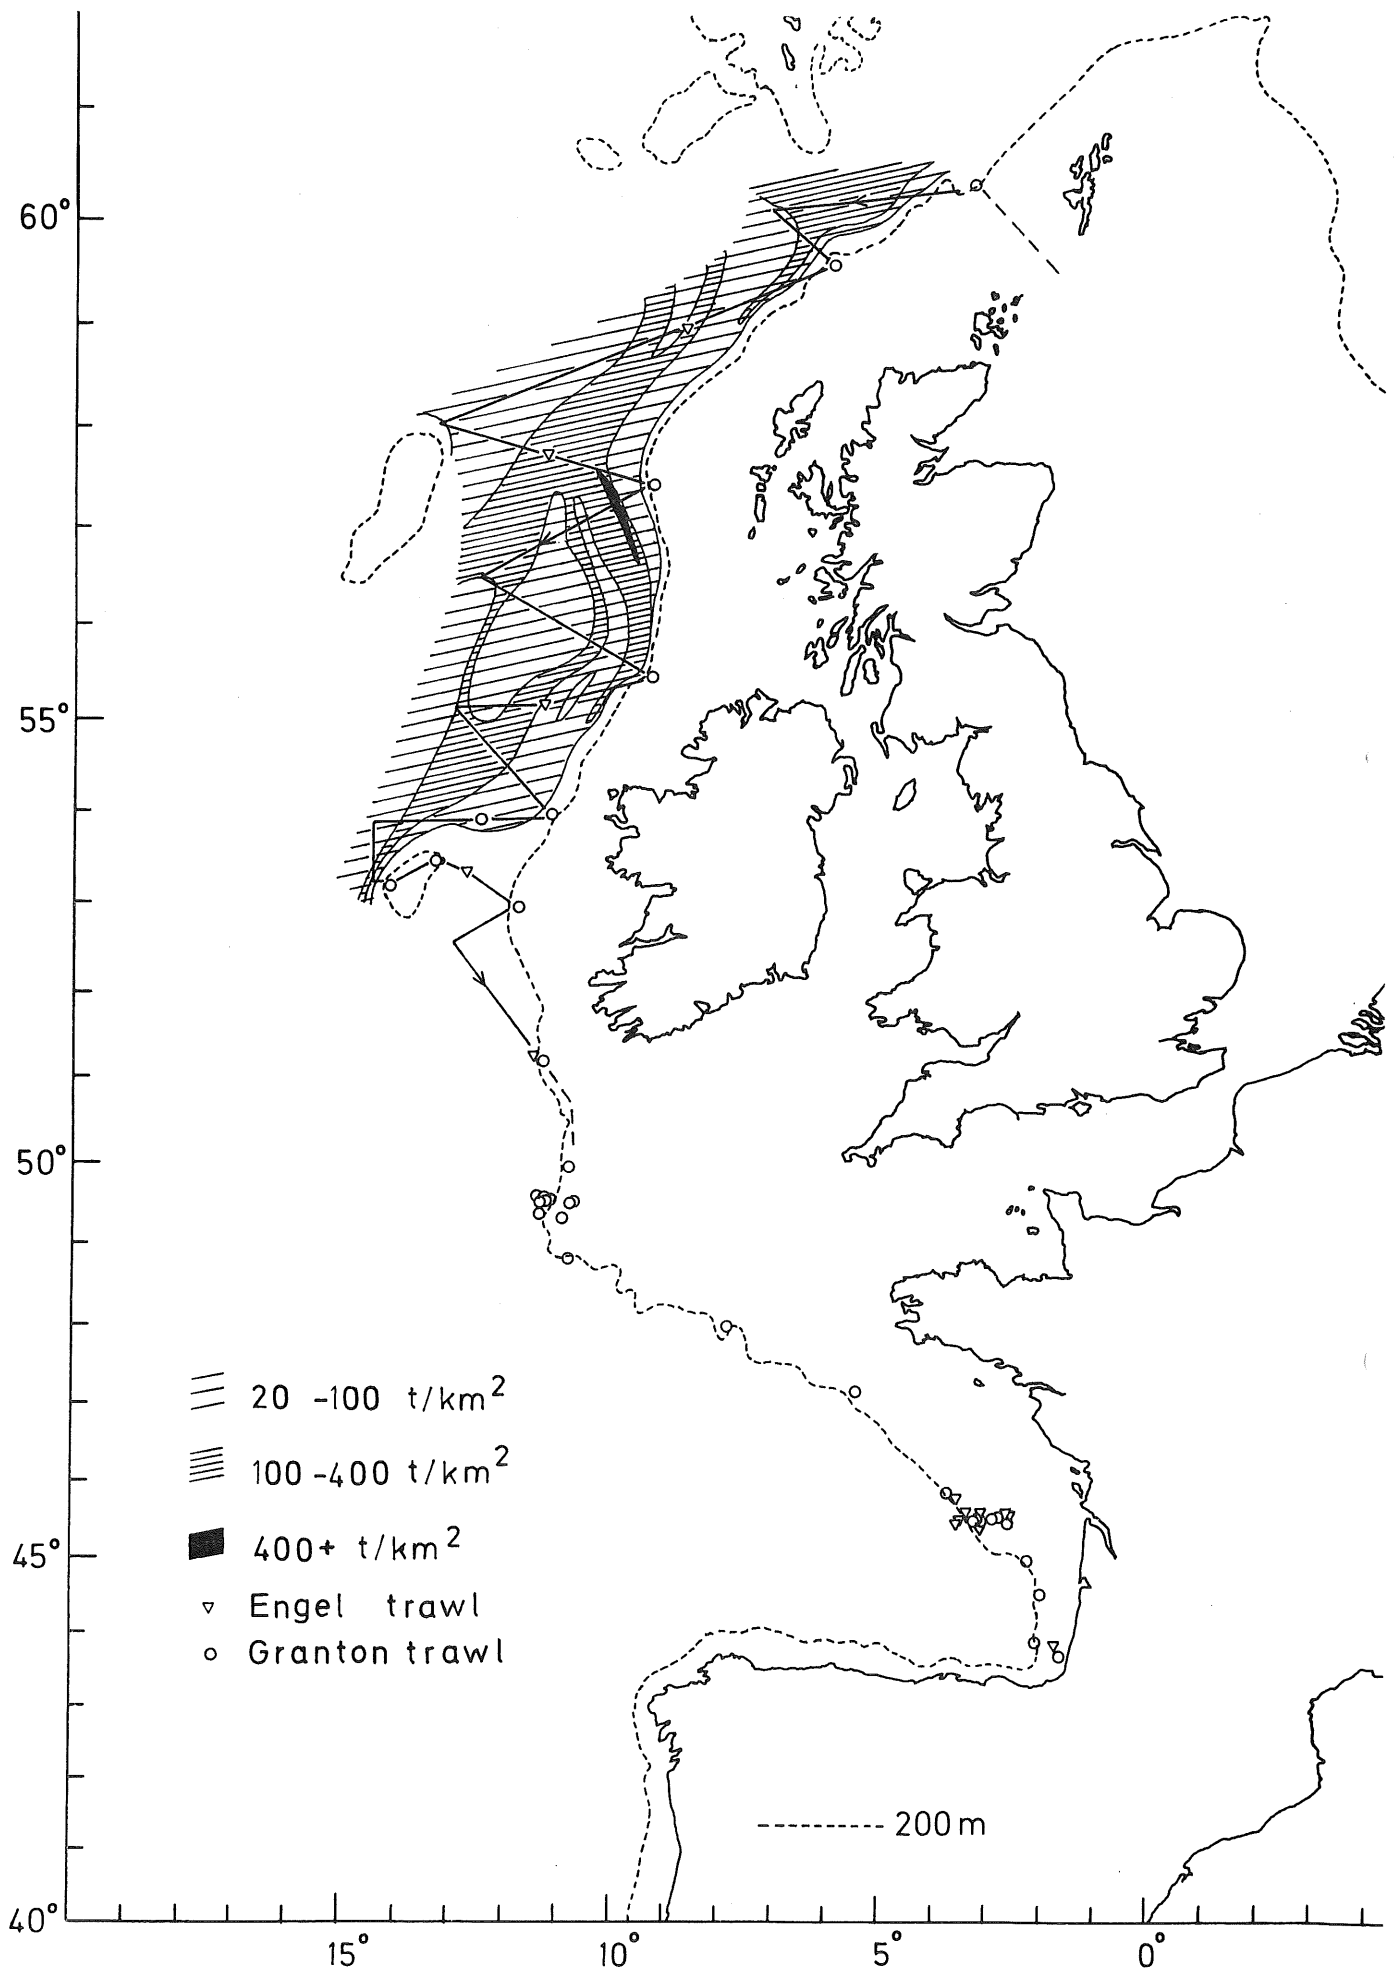 60°
55°
50°
20 -100 t/km²
100 -400 t/km²
400+ t/km²
45°
Engel trawl
Granton trawl
200 m
40°
15° 10° 5° 0°